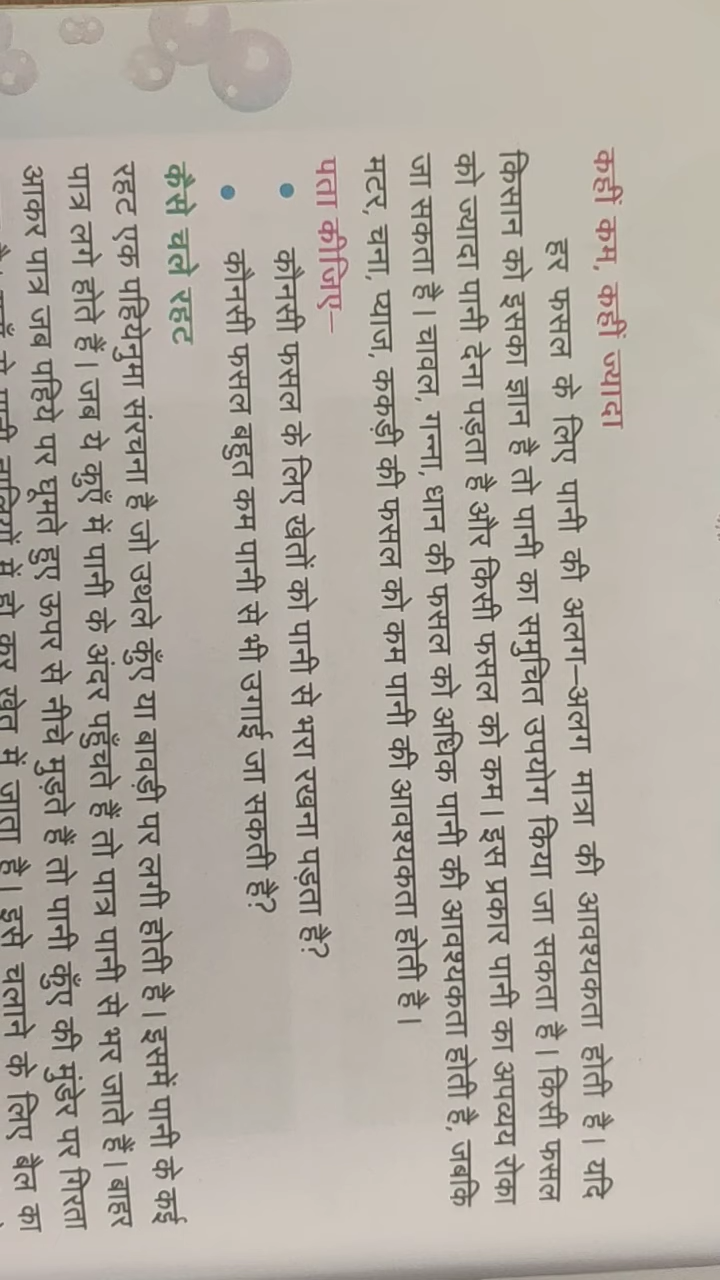 कहीं कम, कहीं ज्यादा
हर फसल के लिए पानी की अलग–अलग मात्रा की आवश्यकता होती है। यदि
किसान को इसका ज्ञान है तो पानी का समुचित उपयोग किया जा सकता है। किसी फसल
को ज्यादा पानी देना पड़ता है और किसी फसल को कम। इस प्रकार पानी का अपव्यय रोका
जा सकता है। चावल, गन्ना, धान की फसल को अधिक पानी की आवश्यकता होती है, जबकि
मटर, चना, प्याज, ककड़ी की फसल को कम पानी की आवश्यकता होती है।
पता कीजिए–
• कौनसी फसल के लिए खेतों को पानी से भरा रखना पड़ता है?
• कौनसी फसल बहुत कम पानी से भी उगाई जा सकती है?
कैसे चले रहट
रहट एक पहियेनुमा संरचना है जो उथले कुँए या बावड़ी पर लगी होती है। इसमें पानी के कई
पात्र लगे होते हैं। जब ये कुएँ में पानी के अंदर पहुँचते हैं तो पात्र पानी से भर जाते हैं। बाहर
आकर पात्र जब पहिये पर घूमते हुए ऊपर से नीचे मुड़ते हैं तो पानी कुँए की मुंडेर पर गिरता
से पानी नालियों में हो कर खेत में जाता है। इसे चलाने के लिए बैल का